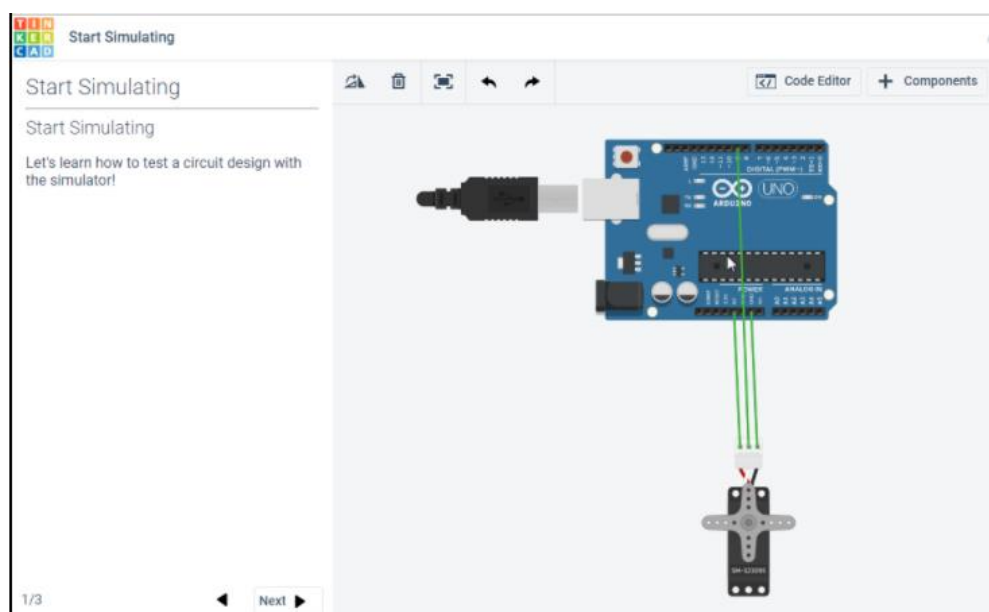 TIN
KER
CAD
Start Simulating
Start Simulating
Start Simulating
Let's learn how to test a circuit design with
the simulator!
Code Editor
+ Components
DIGITAL (PWM~)
UNO
ARDUINO
POWER
ANALOG IN
1/3
Next